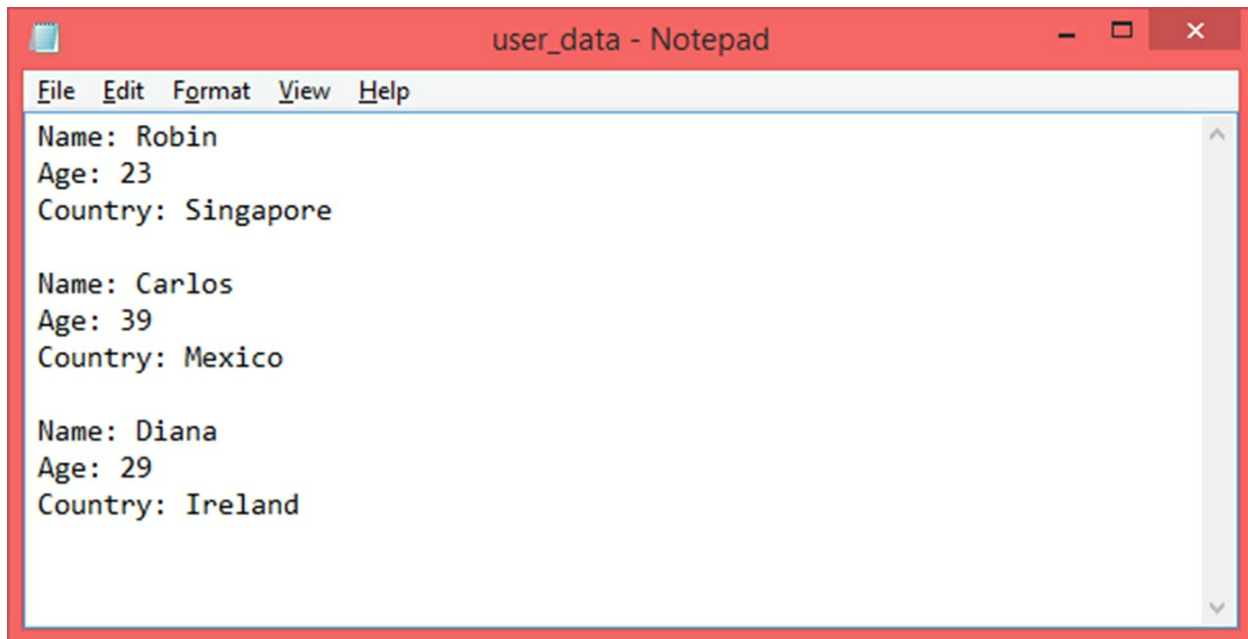 user_data - Notepad
File Edit Format View Help
Name: Robin
Age: 23
Country: Singapore
Name: Carlos
Age: 39
Country: Mexico
Name: Diana
Age: 29
Country: Ireland